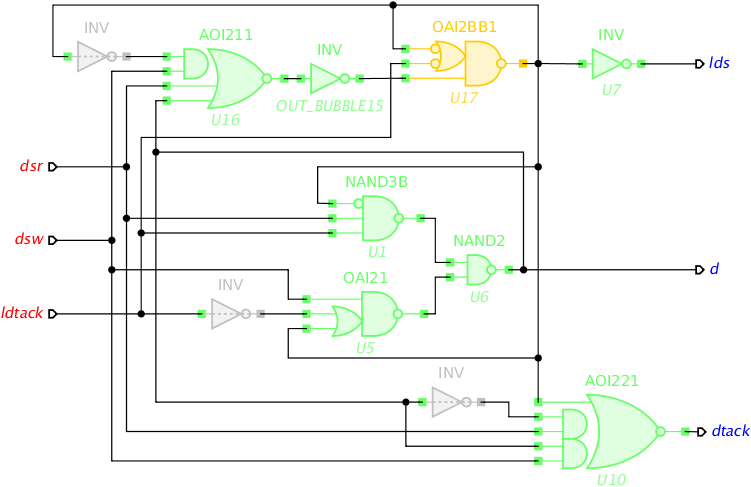 INV
AOI211
INV
OAI2BB1
INV
lds
OUT_BUBBLE15
U16
U17
U7
dsr
NAND3B
dsw
U1
NAND2
d
INV
OAI21
U6
ldtack
U5
INV
AOI221
dtack
U10